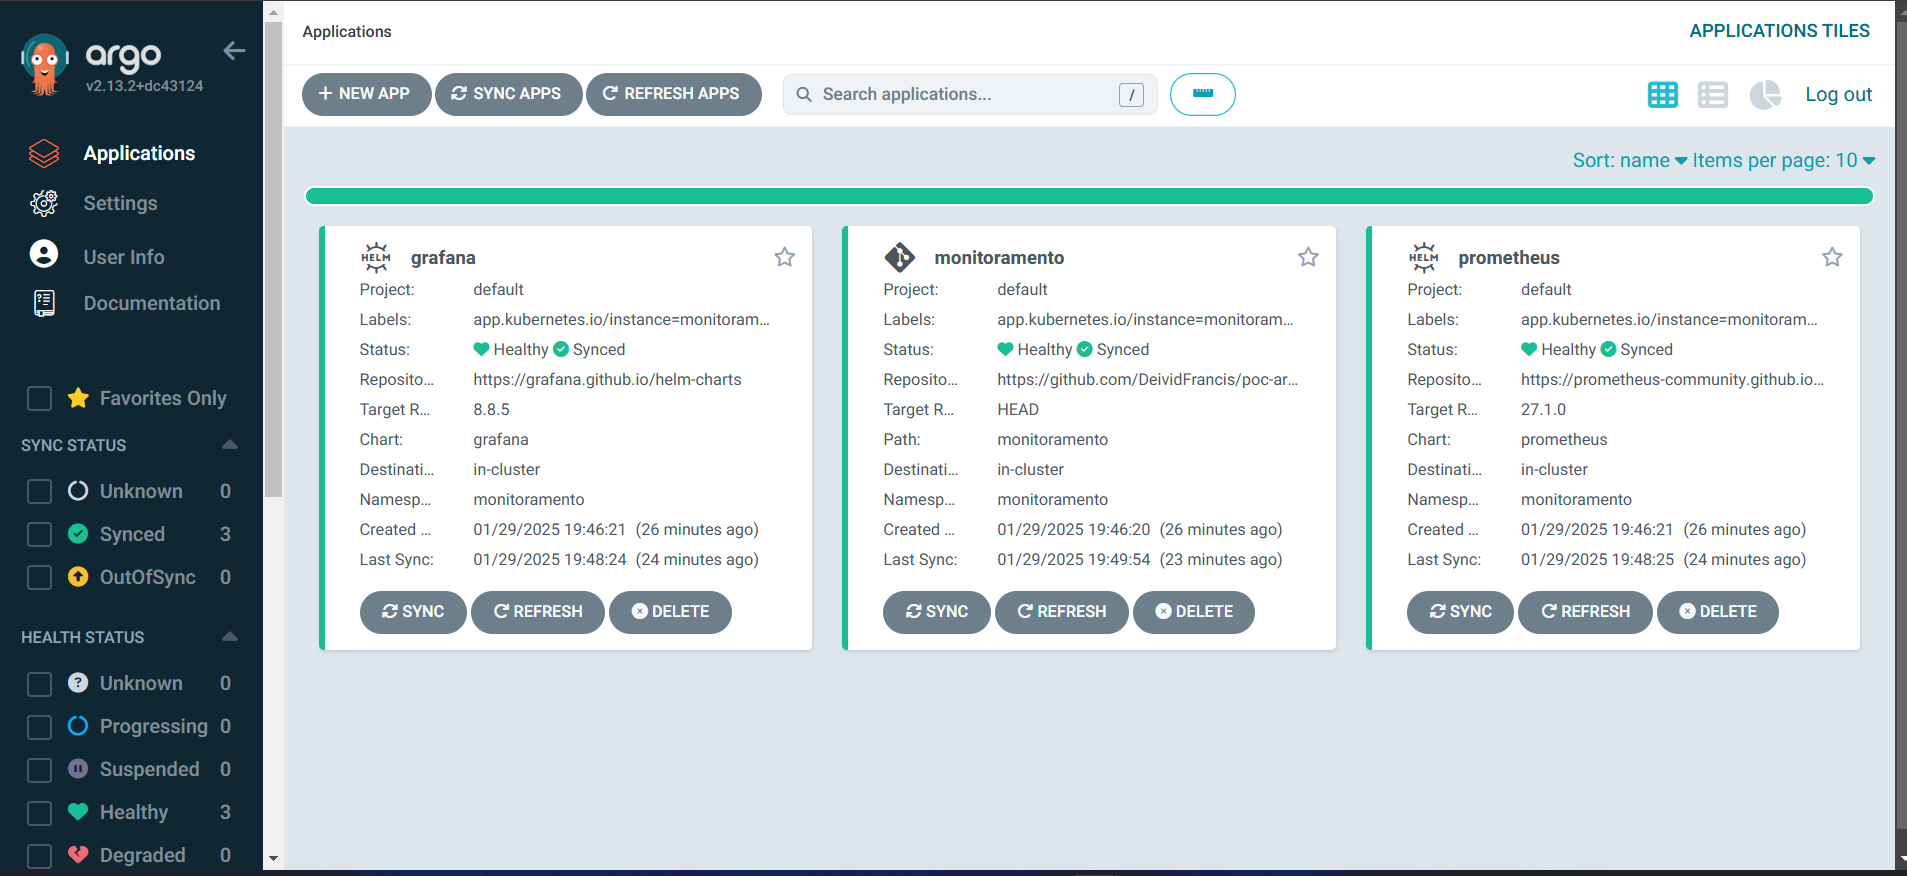 argo
v2.13.2+dc43124
Applications
Settings
User Info
Documentation
Favorites Only
SYNC STATUS
Unknown 0
Synced 3
OutOfSync 0
HEALTH STATUS
Unknown 0
Progressing 0
Suspended 0
Healthy 3
Degraded 0
Applications
APPLICATIONS TILES
+ NEW APP
SYNC APPS
REFRESH APPS
Search applications...
/
Log out
Sort: name
Items per page: 10
HELM
grafana
Project: default
Labels: app.kubernetes.io/instance=monitoram...
Status: Healthy Synced
Reposito... https://grafana.github.io/helm-charts
Target R... 8.8.5
Chart: grafana
Destinati... in-cluster
Namesp... monitoramento
Created ... 01/29/2025 19:46:21 (26 minutes ago)
Last Sync: 01/29/2025 19:48:24 (24 minutes ago)
SYNC REFRESH DELETE
monitoramento
Project: default
Labels: app.kubernetes.io/instance=monitoram...
Status: Healthy Synced
Reposito... https://github.com/DeividFrancis/poc-ar...
Target R... HEAD
Path: monitoramento
Destinati... in-cluster
Namesp... monitoramento
Created ... 01/29/2025 19:46:20 (26 minutes ago)
Last Sync: 01/29/2025 19:49:54 (23 minutes ago)
SYNC REFRESH DELETE
HELM
prometheus
Project: default
Labels: app.kubernetes.io/instance=monitoram...
Status: Healthy Synced
Reposito... https://prometheus-community.github.io...
Target R... 27.1.0
Chart: prometheus
Destinati... in-cluster
Namesp... monitoramento
Created ... 01/29/2025 19:46:21 (26 minutes ago)
Last Sync: 01/29/2025 19:48:25 (24 minutes ago)
SYNC REFRESH DELETE